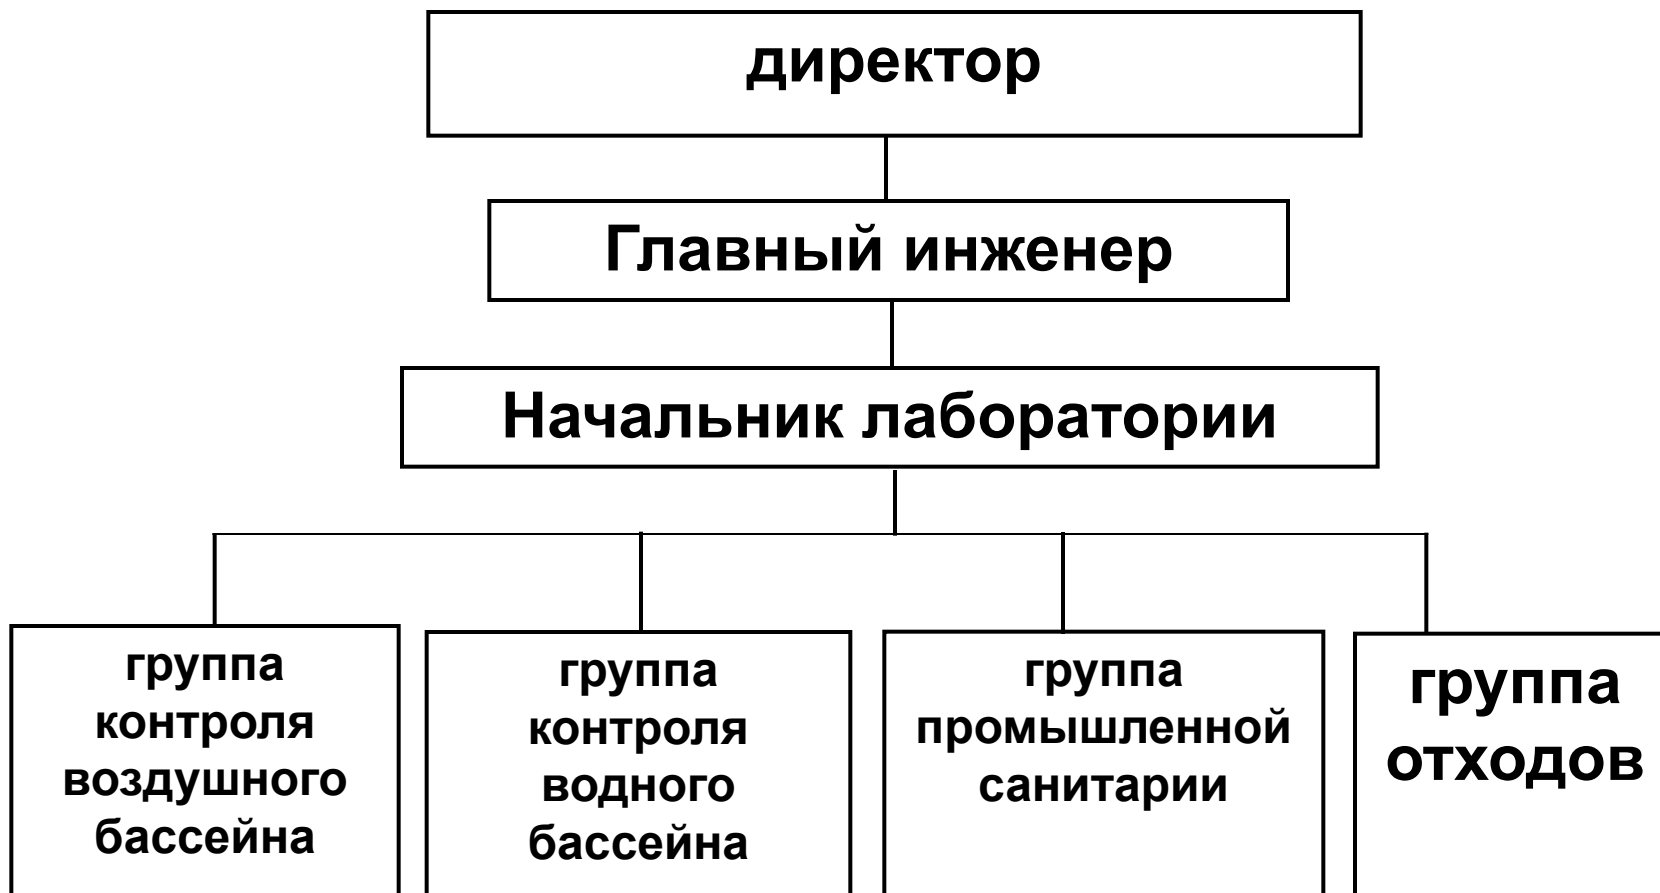 директор
Главный инженер
Начальник лаборатории
группа
контроля
воздушного
бассейна
группа
контроля
водного
бассейна
группа
промышленной
санитарии
группа
отходов